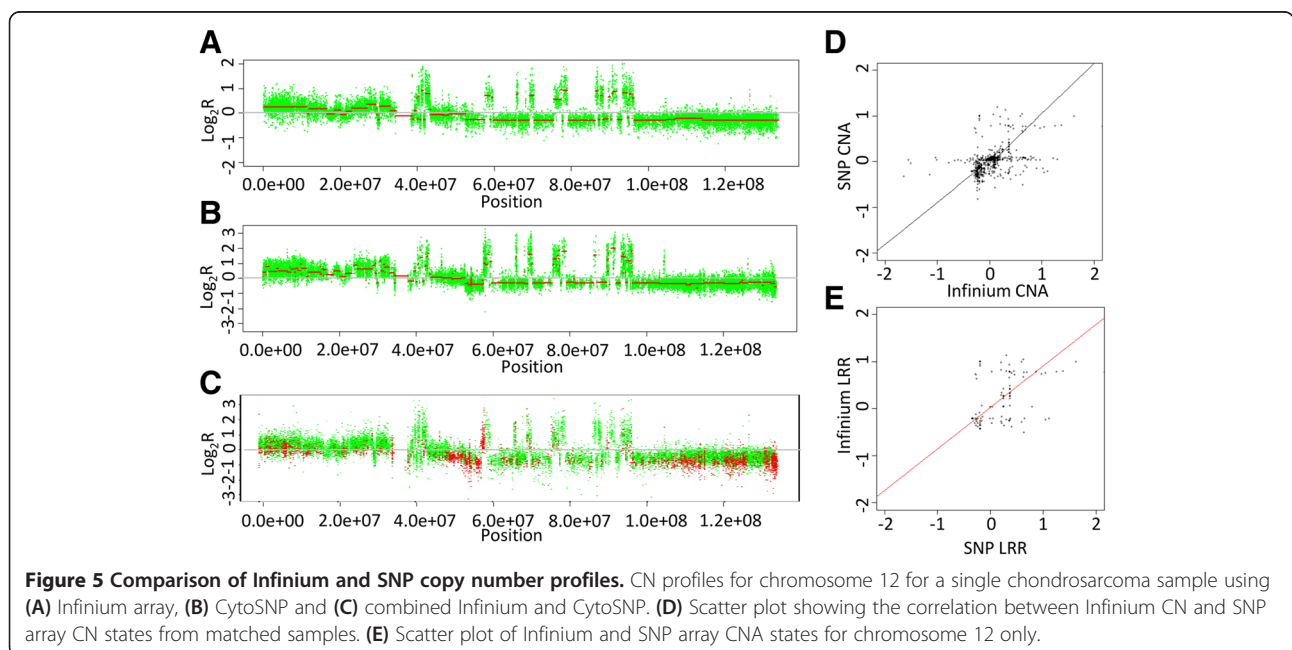 A
Log2R
2
1
0
-1
-2
0.0e+00 2.0e+07 4.0e+07 6.0e+07 8.0e+07 1.0e+08 1.2e+08
Position
B
Log2R
3
2
1
0
-1
-2
-3
0.0e+00 2.0e+07 4.0e+07 6.0e+07 8.0e+07 1.0e+08 1.2e+08
Position
C
Log2R
3
2
1
0
-1
-2
-3
0.0e+00 2.0e+07 4.0e+07 6.0e+07 8.0e+07 1.0e+08 1.2e+08
Position
D
SNP CNA
2
1
0
-1
-2
-2 -1 0 1 2
Infinium CNA
E
Infinium LRR
2
1
0
-1
-2
-2 -1 0 1 2
SNP LRR
Figure 5 Comparison of Infinium and SNP copy number profiles. CN profiles for chromosome 12 for a single chondrosarcoma sample using
(A) Infinium array, (B) CytoSNP and (C) combined Infinium and CytoSNP. (D) Scatter plot showing the correlation between Infinium CN and SNP
array CN states from matched samples. (E) Scatter plot of Infinium and SNP array CNA states for chromosome 12 only.